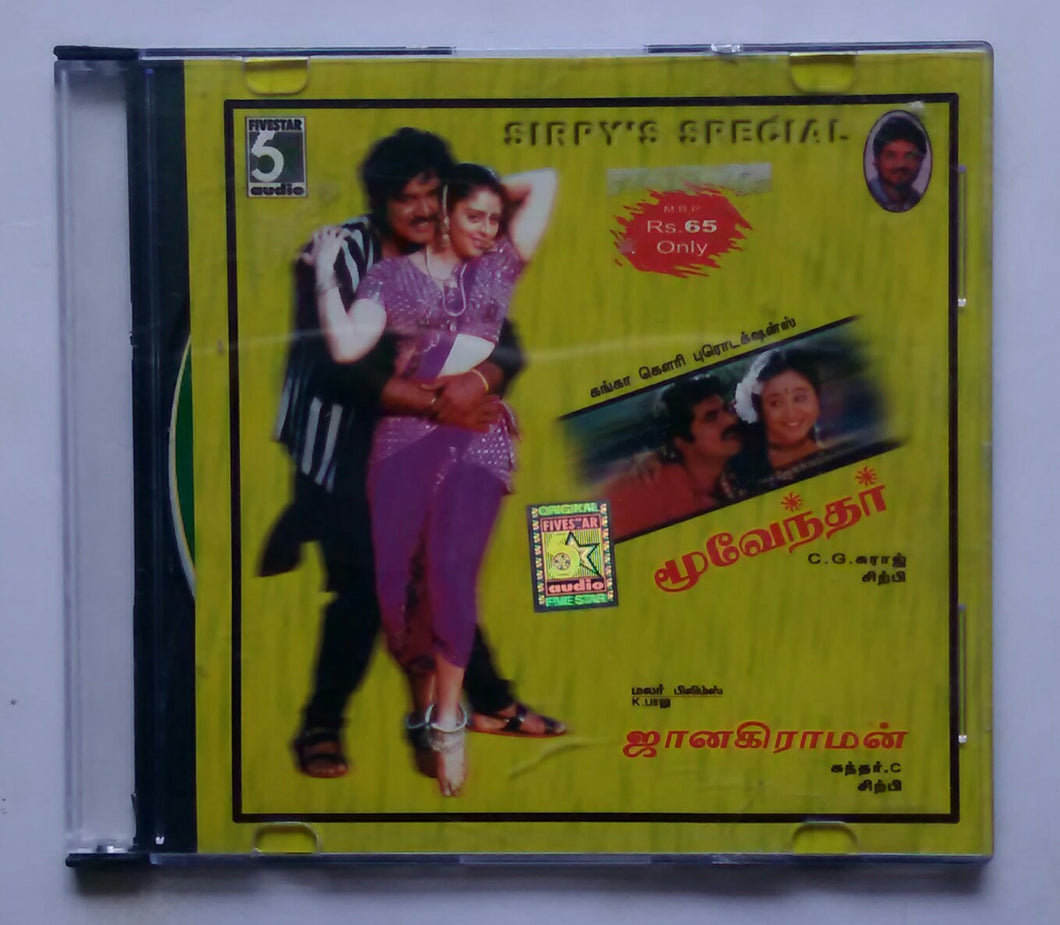 FIVESTAR
5
audio
SIRPY'S SPECIAL
M.R.P.
Rs.65
Only
கங்கா கௌரி புரொடக்ஷன்ஸ்
மூவேந்தர்
C.G.சுராஜ்
சிற்பி
ORIGINAL
FIVESTAR
5
audio
FIVE STAR
மலர் பிலிம்ஸ்
K.பாலு
ஜானகிராமன்
சுந்தர்.C
சிற்பி